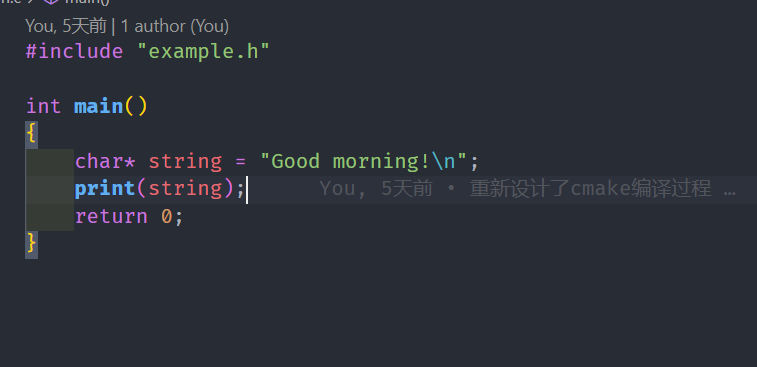 main()
You, 5天前 | 1 author (You)
#include "example.h"
int main()
{
char* string = "Good morning!\n";
print(string); You, 5天前 • 重新设计了cmake编译过程 …
return 0;
}